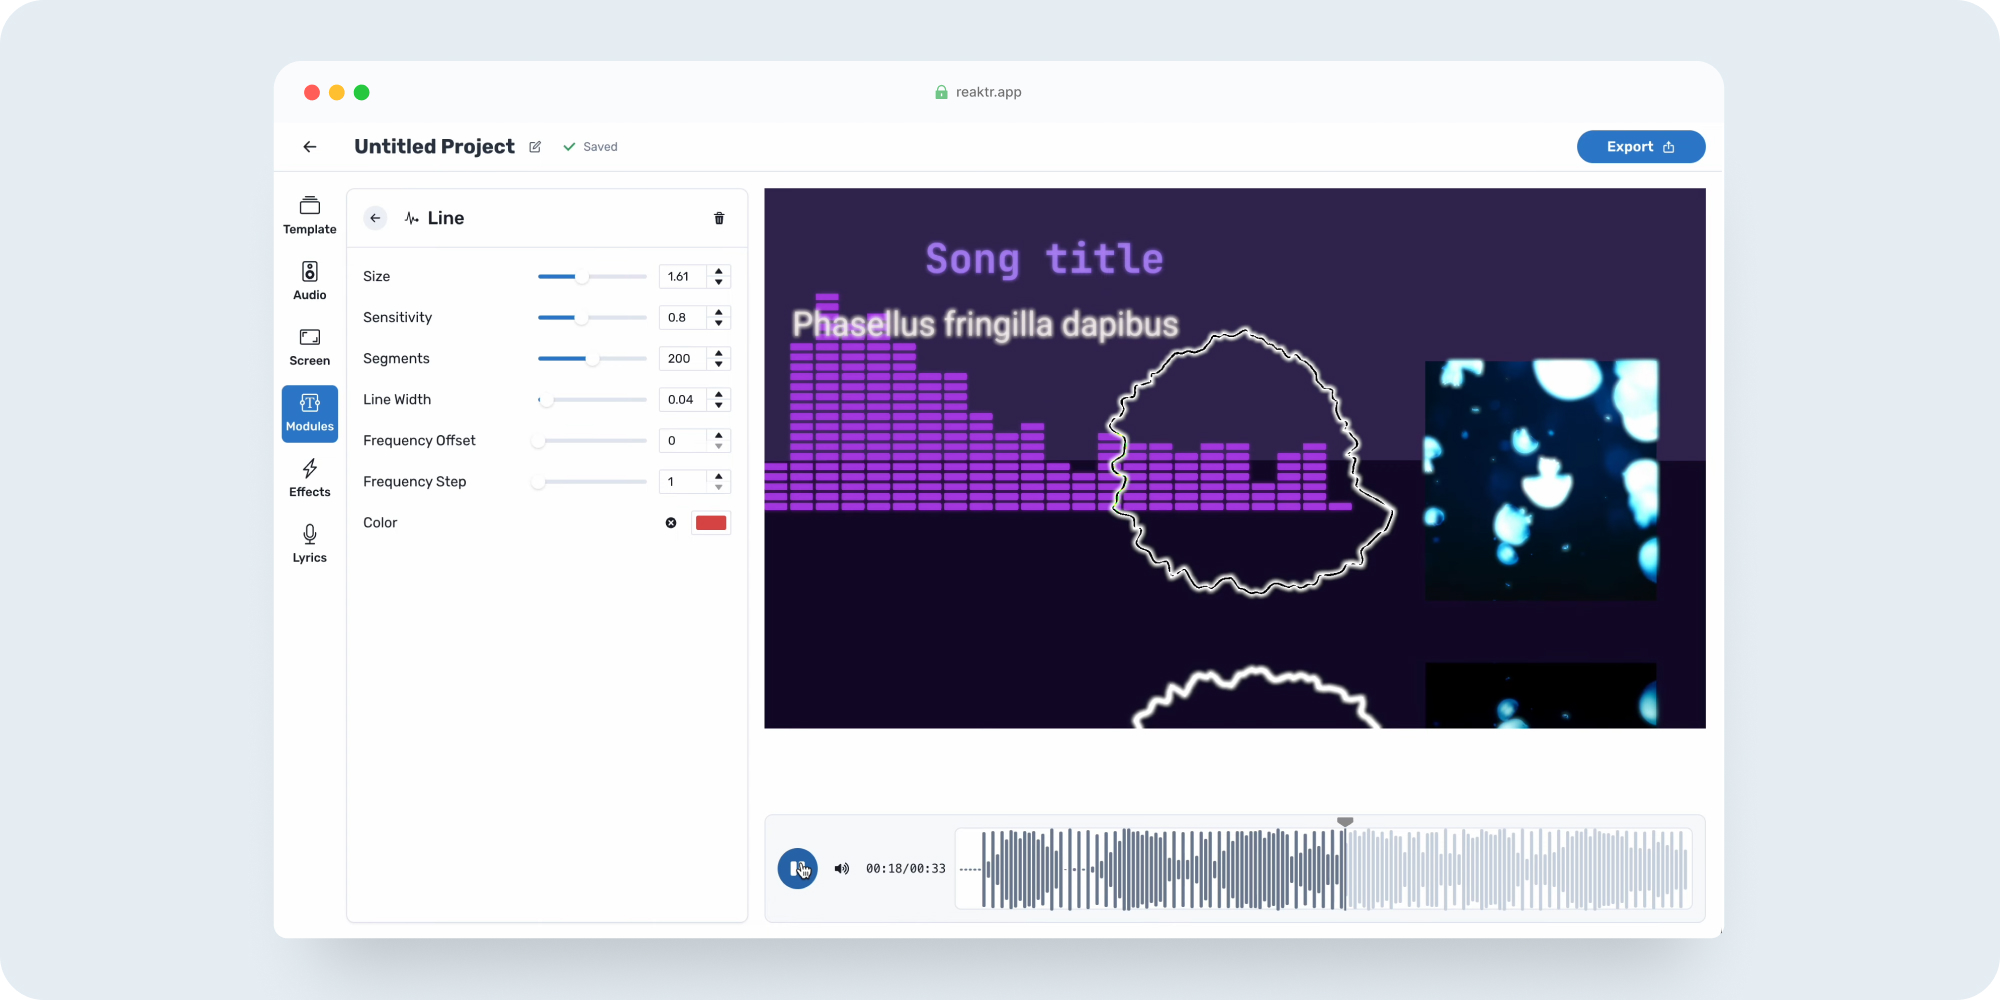 reaktr.app
Untitled Project
Saved
Export
Template
Audio
Screen
Modules
Effects
Lyrics
Line
Size 1.61
Sensitivity 0.8
Segments 200
Line Width 0.04
Frequency Offset 0
Frequency Step 1
Color
Song title
Phasellus fringilla dapibus
00:18/00:33